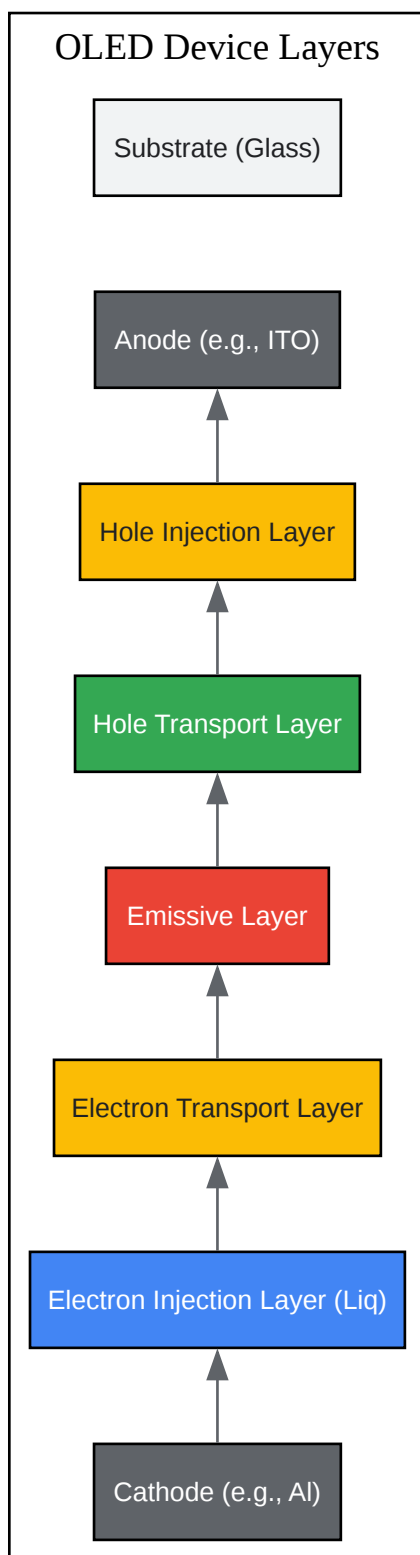 OLED Device Layers
Substrate (Glass)
Anode (e.g., ITO)
Hole Injection Layer
Hole Transport Layer
Emissive Layer
Electron Transport Layer
Electron Injection Layer (Liq)
Cathode (e.g., Al)